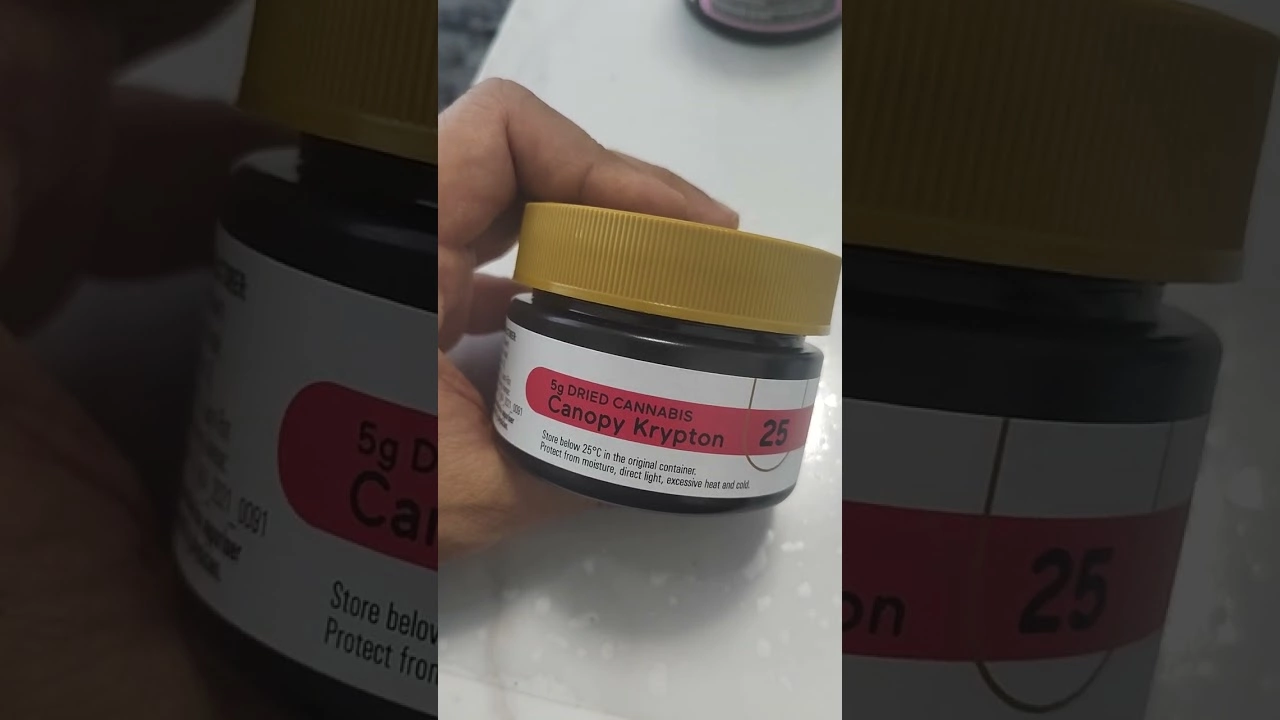 5g DRIED CANNABIS
Canopy Krypton
25
Store below 25°C in the original container.
Protect from moisture, direct light, excessive heat and cold.
0091